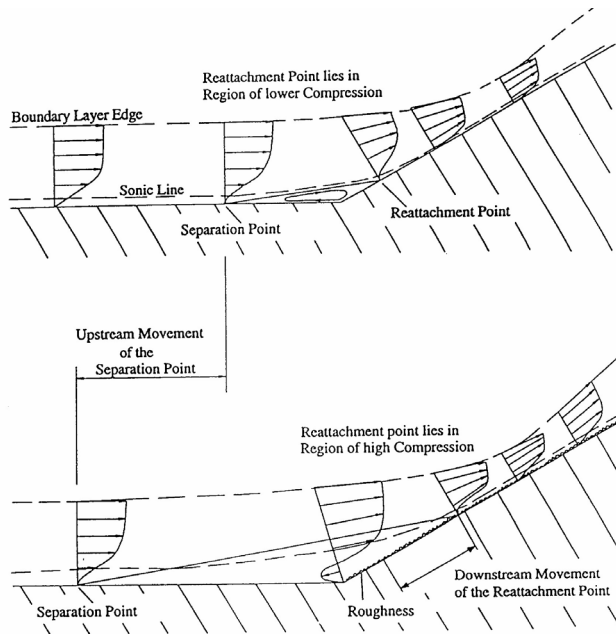 Reattachment Point lies in
Region of lower Compression
Boundary Layer Edge
Sonic Line
Separation Point
Reattachment Point
Upstream Movement
of the
Separation Point
Reattachment point lies in
Region of high Compression
Separation Point
Roughness
Downstream Movement
of the Reattachment Point